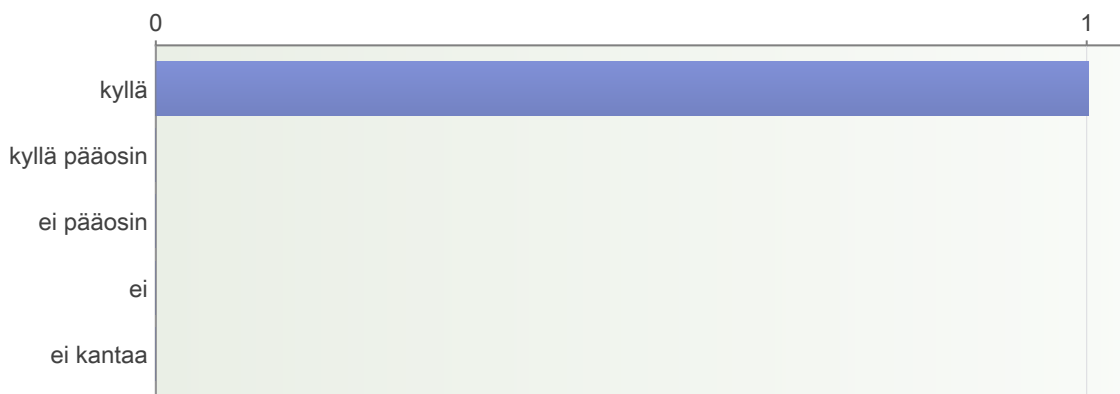 0 1
kyllä
kyllä pääosin
ei pääosin
ei
ei kantaa